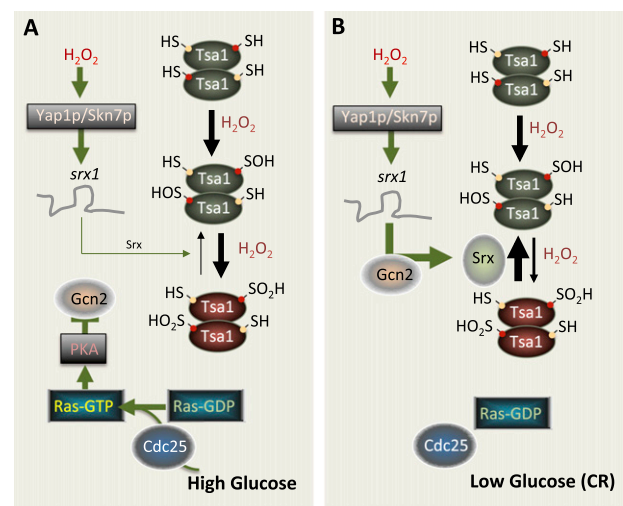 A
H2O2
Yap1p/Skn7p
srx1
Srx
Gcn2
PKA
Ras-GTP
Ras-GDP
Cdc25
High Glucose
HS
SH
Tsa1
HS
SH
Tsa1
H2O2
HS
SOH
Tsa1
HOS
SH
Tsa1
H2O2
HS
SO2H
Tsa1
HO2S
SH
Tsa1
B
H2O2
Yap1p/Skn7p
srx1
Gcn2
Srx
HS
SH
Tsa1
HS
SH
Tsa1
H2O2
HS
SOH
Tsa1
HOS
SH
Tsa1
H2O2
HS
SO2H
Tsa1
HO2S
SH
Tsa1
Ras-GDP
Cdc25
Low Glucose (CR)